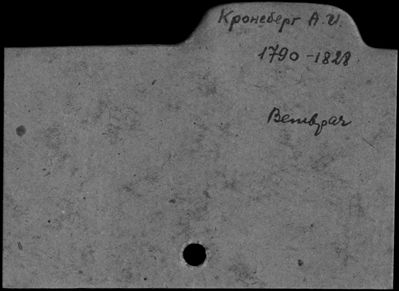 Кронеберг А.И.
1790-1828
Ветврач